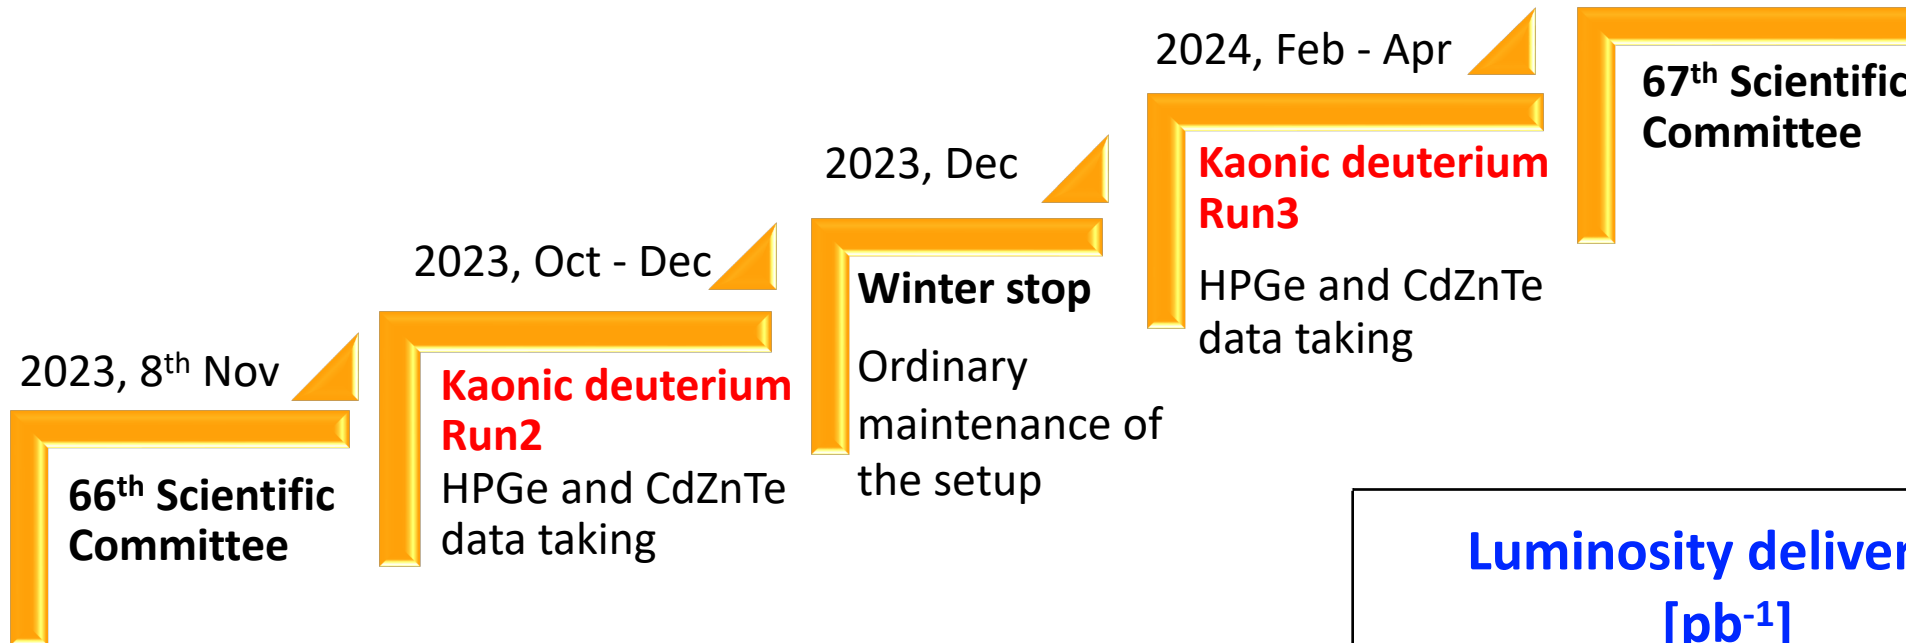 2023, 8th Nov
66th Scientific
Committee
2023, Oct - Dec
Kaonic deuterium
Run2
HPGe and CdZnTe
data taking
2023, Dec
Winter stop
Ordinary
maintenance of
the setup
2024, Feb - Apr
Kaonic deuterium
Run3
HPGe and CdZnTe
data taking
67th Scientific
Committee
Luminosity deliver
[pb-1]